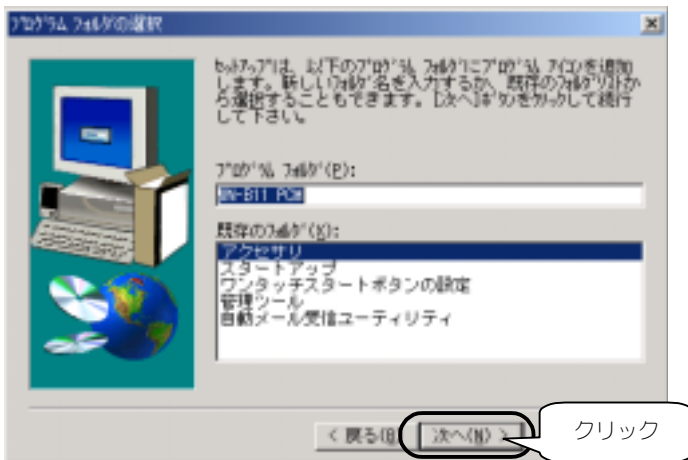 ﾌﾟﾛｸﾞﾗﾑ ﾌｫﾙﾀﾞの選択
ｾｯﾄｱｯﾌﾟは、以下のﾌﾟﾛｸﾞﾗﾑ ﾌｫﾙﾀﾞにﾌﾟﾛｸﾞﾗﾑ ｱｲｺﾝを追加
します。新しいﾌｫﾙﾀﾞ名を入力するか、既存のﾌｫﾙﾀﾞﾘｽﾄか
ら選択することもできます。[次へ]ﾎﾞﾀﾝをｸﾘｯｸして続行
して下さい。
ﾌﾟﾛｸﾞﾗﾑ ﾌｫﾙﾀﾞ(P):
WN-B11 PCM
既存のﾌｫﾙﾀﾞ(X):
アクセサリ
スタートアップ
ワンタッチスタートボタンの設定
管理ツール
自動メール受信ユーティリティ
< 戻る(B) 次へ(N) >
クリック